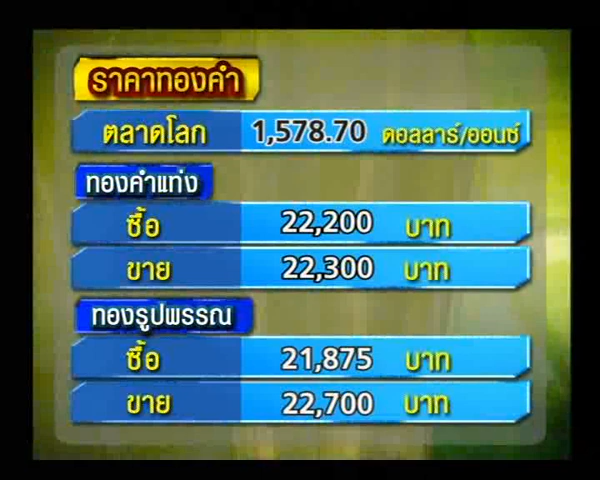 ราคาทองคำ
ตลาดโลก 1,578.70 ดอลลาร์/ออนซ์
ทองคำแท่ง
ซื้อ 22,200 บาท
ขาย 22,300 บาท
ทองรูปพรรณ
ซื้อ 21,875 บาท
ขาย 22,700 บาท